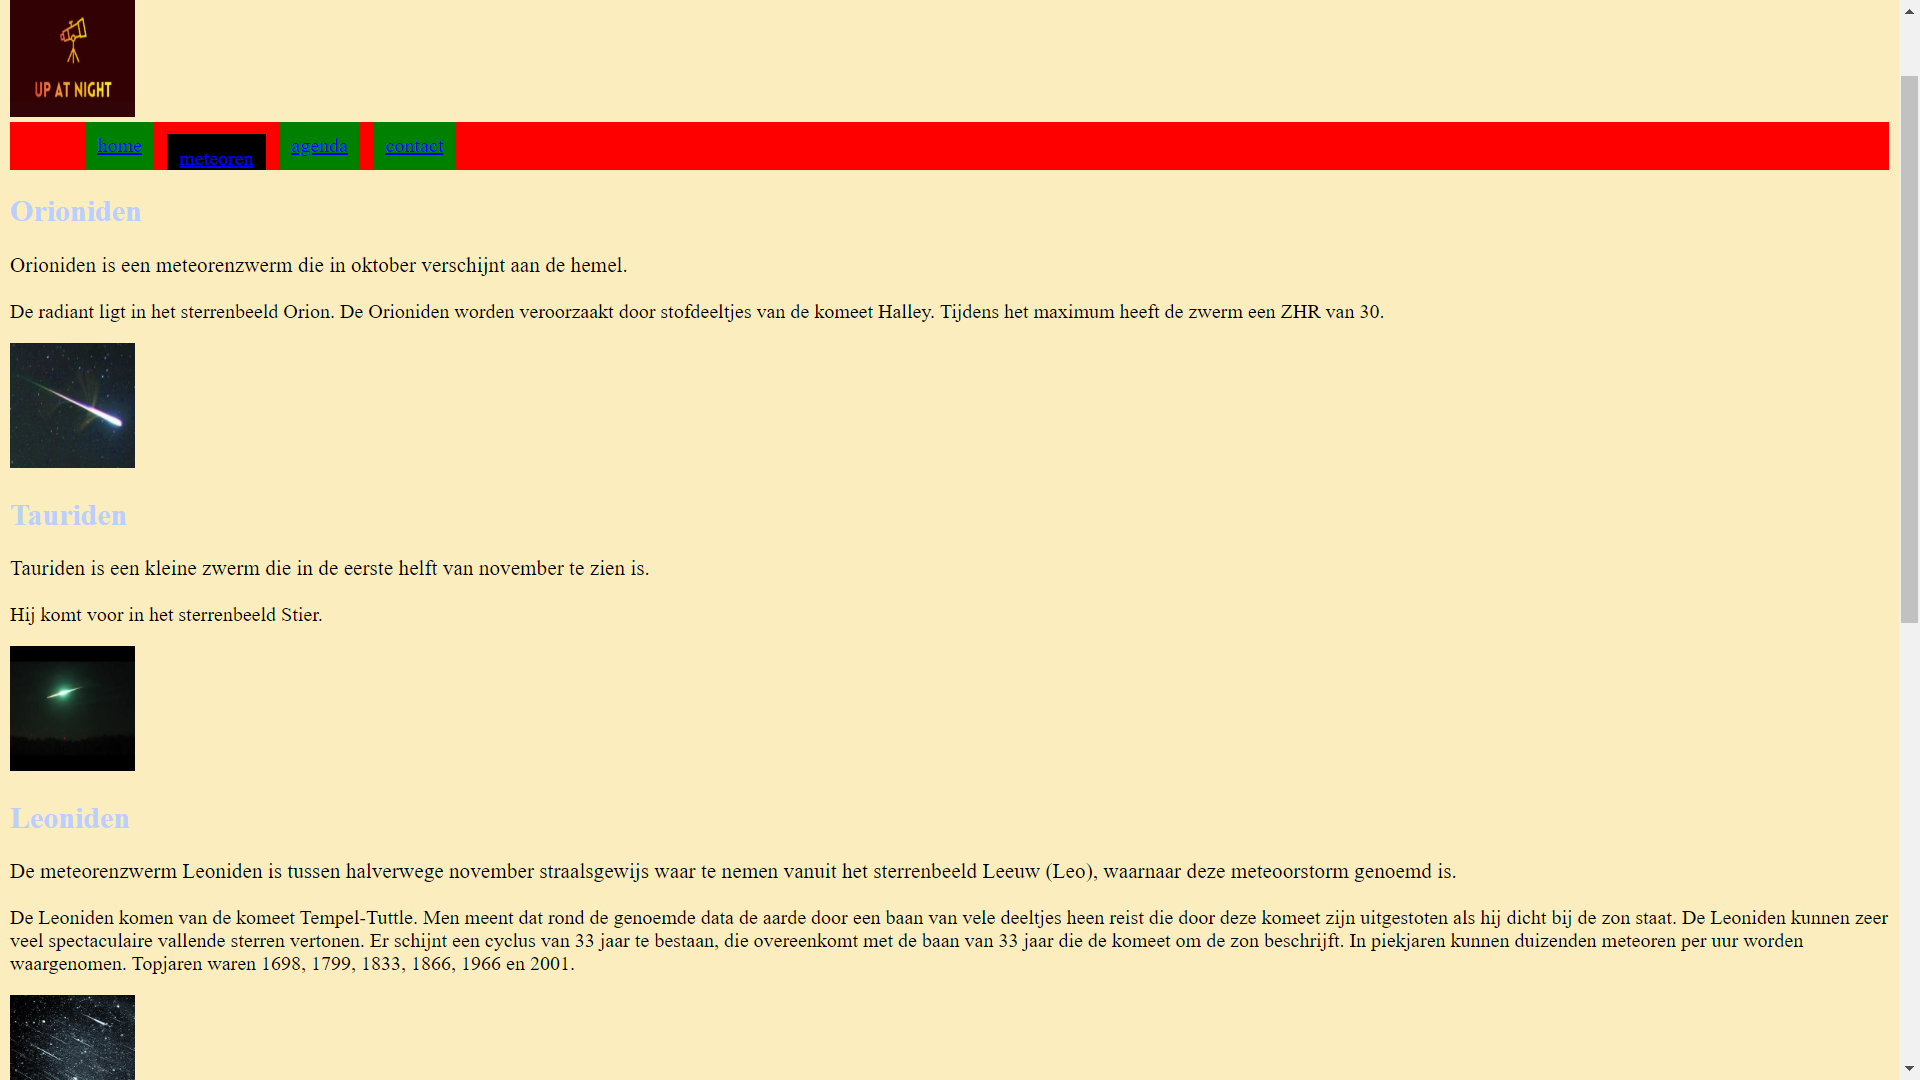 UP AT NIGHT
home meteoren agenda contact
Orioniden
Orioniden is een meteorenzwerm die in oktober verschijnt aan de hemel.
De radiant ligt in het sterrenbeeld Orion. De Orioniden worden veroorzaakt door stofdeeltjes van de komeet Halley. Tijdens het maximum heeft de zwerm een ZHR van 30.
Tauriden
Tauriden is een kleine zwerm die in de eerste helft van november te zien is.
Hij komt voor in het sterrenbeeld Stier.
Leoniden
De meteorenzwerm Leoniden is tussen halverwege november straalsgewijs waar te nemen vanuit het sterrenbeeld Leeuw (Leo), waarnaar deze meteoorstorm genoemd is.
De Leoniden komen van de komeet Tempel-Tuttle. Men meent dat rond de genoemde data de aarde door een baan van vele deeltjes heen reist die door deze komeet zijn uitgestoten als hij dicht bij de zon staat. De Leoniden kunnen zeer
veel spectaculaire vallende sterren vertonen. Er schijnt een cyclus van 33 jaar te bestaan, die overeenkomt met de baan van 33 jaar die de komeet om de zon beschrijft. In piekjaren kunnen duizenden meteoren per uur worden
waargenomen. Topjaren waren 1698, 1799, 1833, 1866, 1966 en 2001.